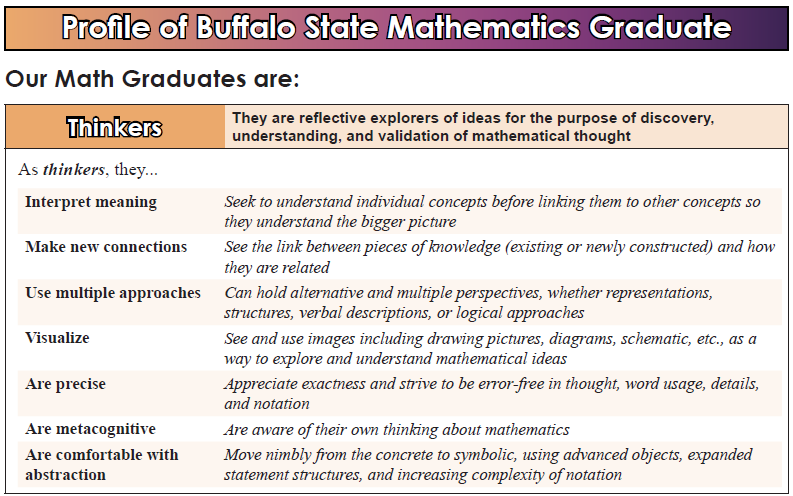 Profile of Buffalo State Mathematics Graduate
Our Math Graduates are:
Thinkers
They are reflective explorers of ideas for the purpose of discovery,
understanding, and validation of mathematical thought
As thinkers, they...
Interpret meaning
Seek to understand individual concepts before linking them to other concepts so
they understand the bigger picture
Make new connections
See the link between pieces of knowledge (existing or newly constructed) and how
they are related
Use multiple approaches
Can hold alternative and multiple perspectives, whether representations,
structures, verbal descriptions, or logical approaches
Visualize
See and use images including drawing pictures, diagrams, schematic, etc., as a
way to explore and understand mathematical ideas
Are precise
Appreciate exactness and strive to be error-free in thought, word usage, details,
and notation
Are metacognitive
Are aware of their own thinking about mathematics
Are comfortable with
abstraction
Move nimbly from the concrete to symbolic, using advanced objects, expanded
statement structures, and increasing complexity of notation